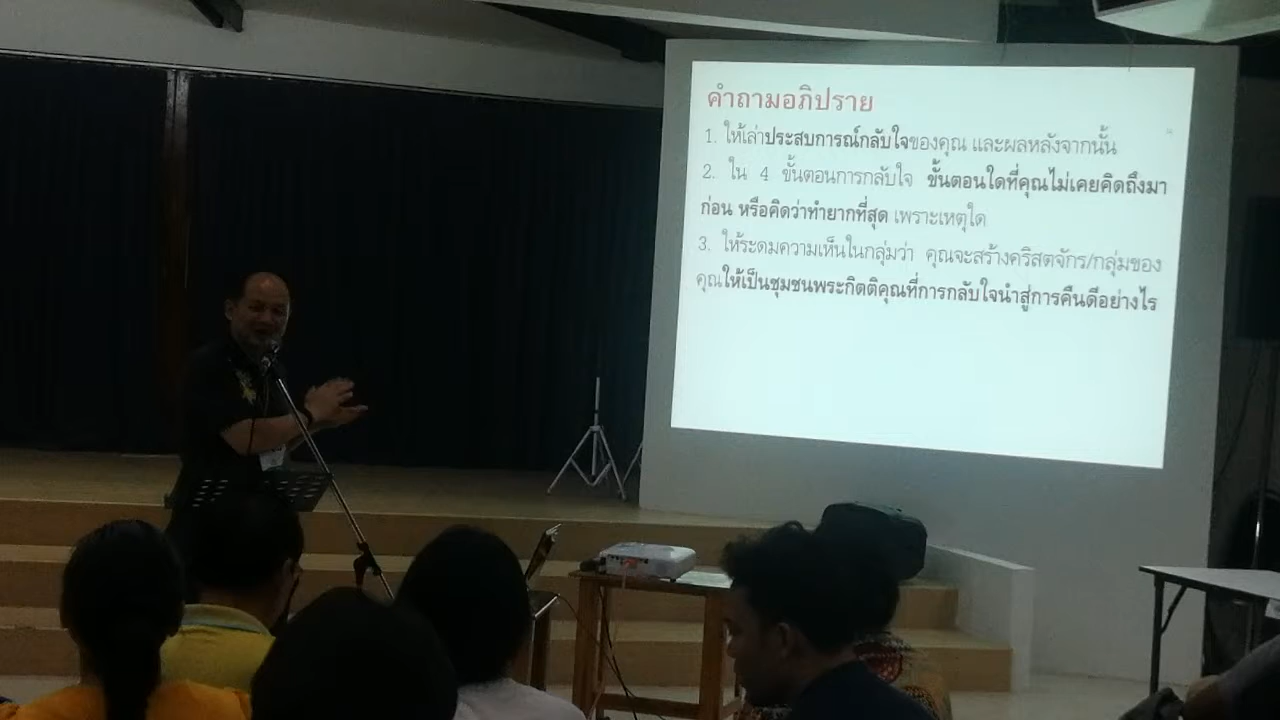 คำถามอภิปราย
1. ให้เล่าประสบการณ์กลับใจของคุณ และผลหลังจากนั้น
2. ใน 4 ขั้นตอนการกลับใจ ขั้นตอนใดที่คุณไม่เคยคิดถึงมา
ก่อน หรือคิดว่าทำยากที่สุด เพราะเหตุใด
3. ให้ระดมความเห็นในกลุ่มว่า คุณจะสร้างคริสตจักร/กลุ่มของ
คุณให้เป็นชุมชนพระกิตติคุณที่การกลับใจนำสู่การคืนดีอย่างไร